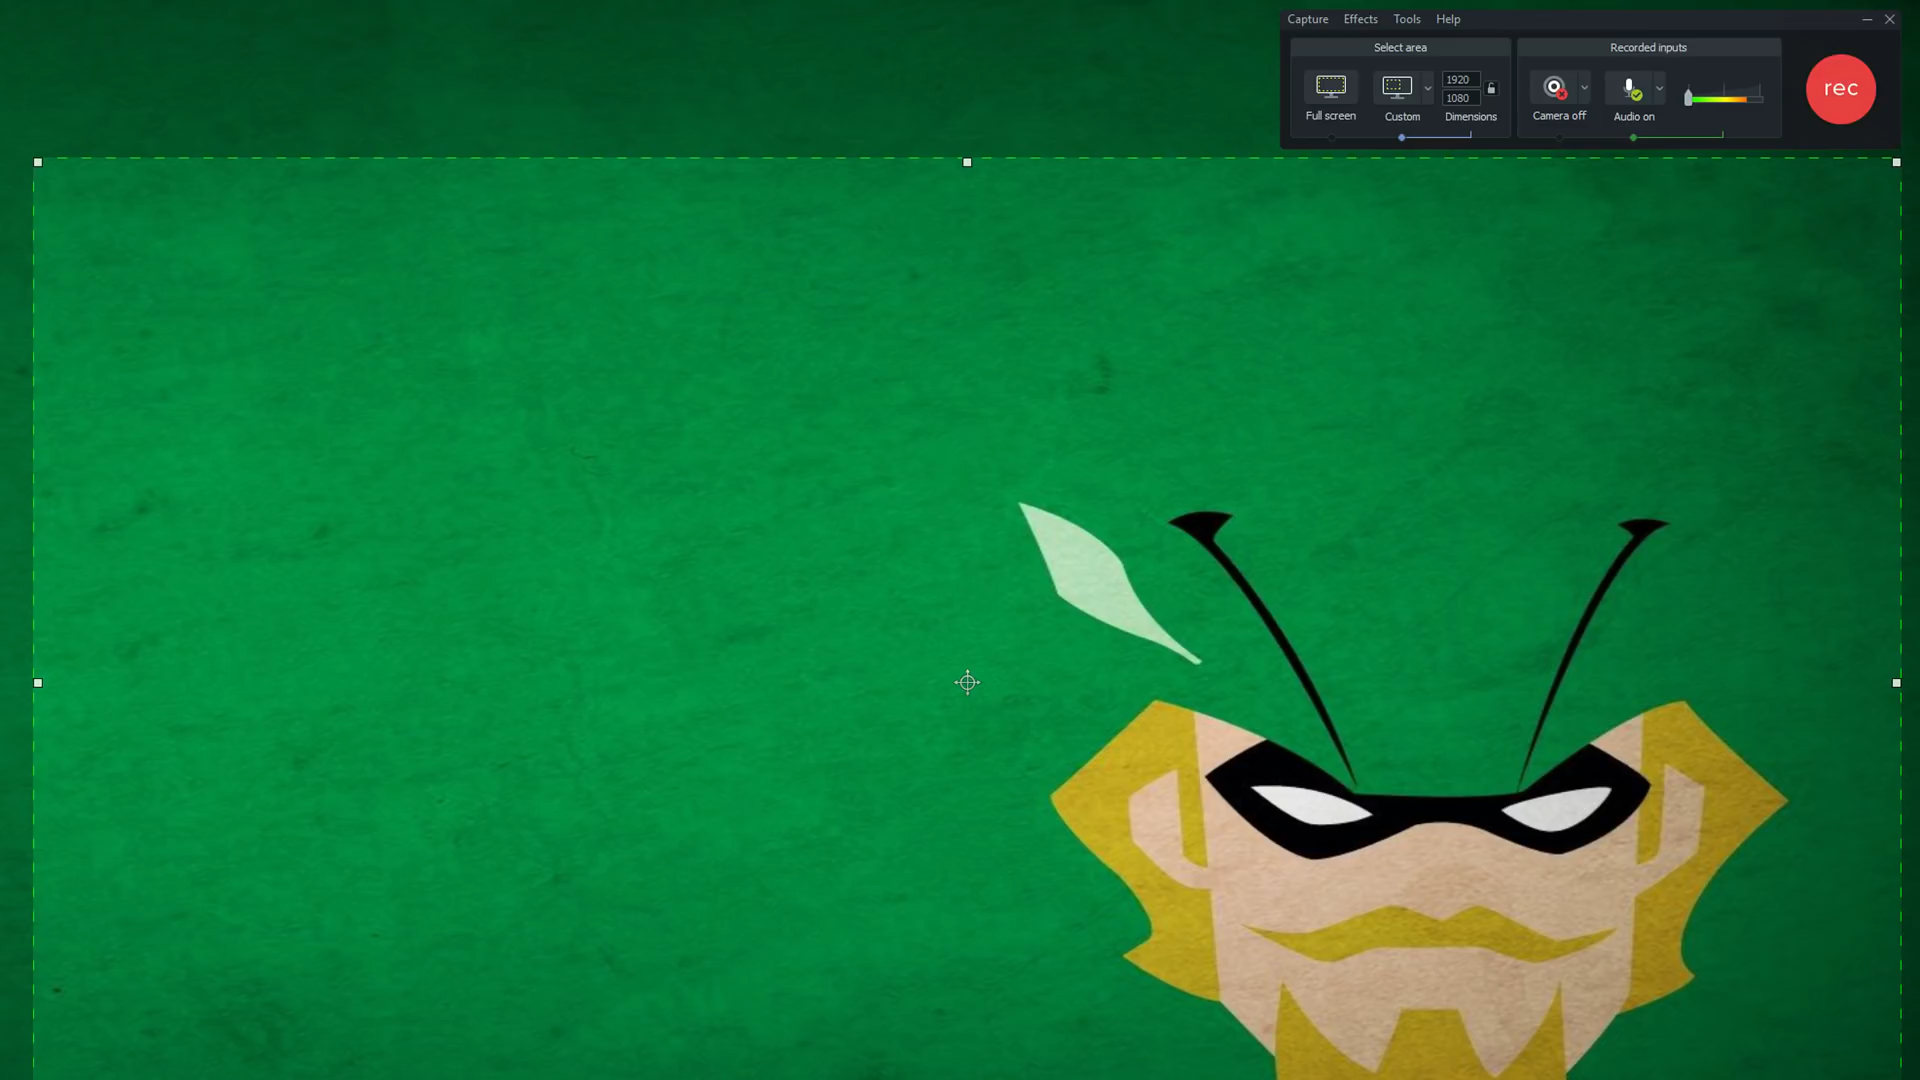 Capture Effects Tools Help
Select area Recorded inputs
1920
1080
rec
Full screen Custom Dimensions Camera off Audio on